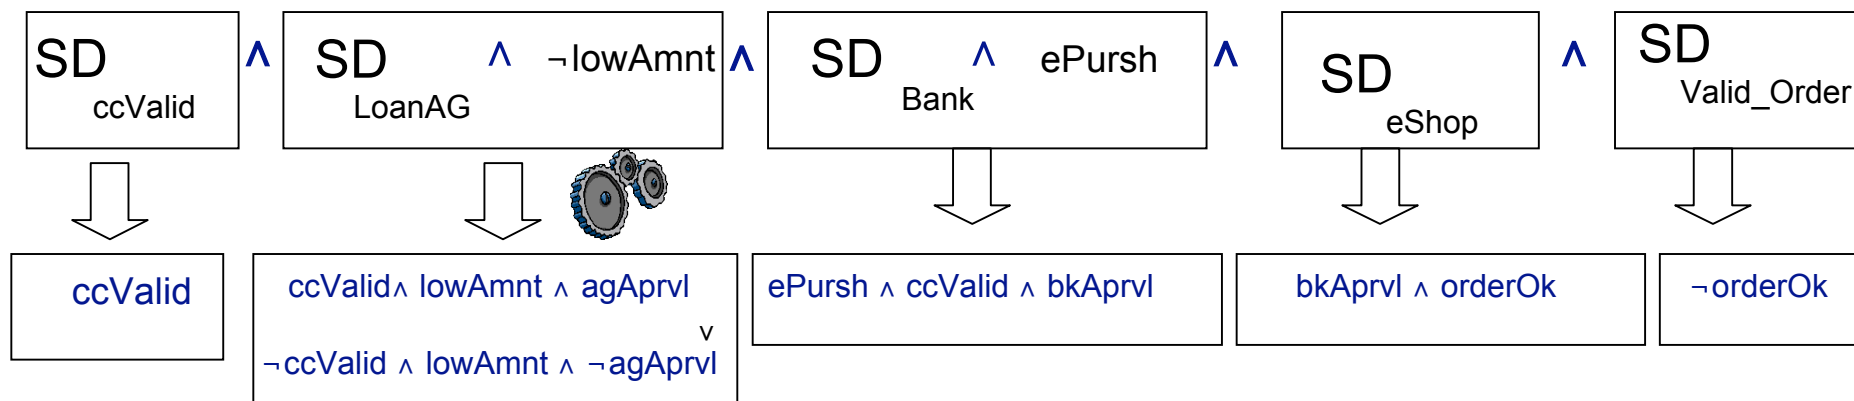 SD ccValid ∧ SD LoanAG ∧ ¬lowAmnt ∧ SD Bank ∧ ePursh ∧ SD eShop ∧ SD Valid_Order
ccValid
ccValid∧ lowAmnt ∧ agAprvl
∨
¬ccValid ∧ lowAmnt ∧ ¬agAprvl
ePursh ∧ ccValid ∧ bkAprvl
bkAprvl ∧ orderOk
¬orderOk